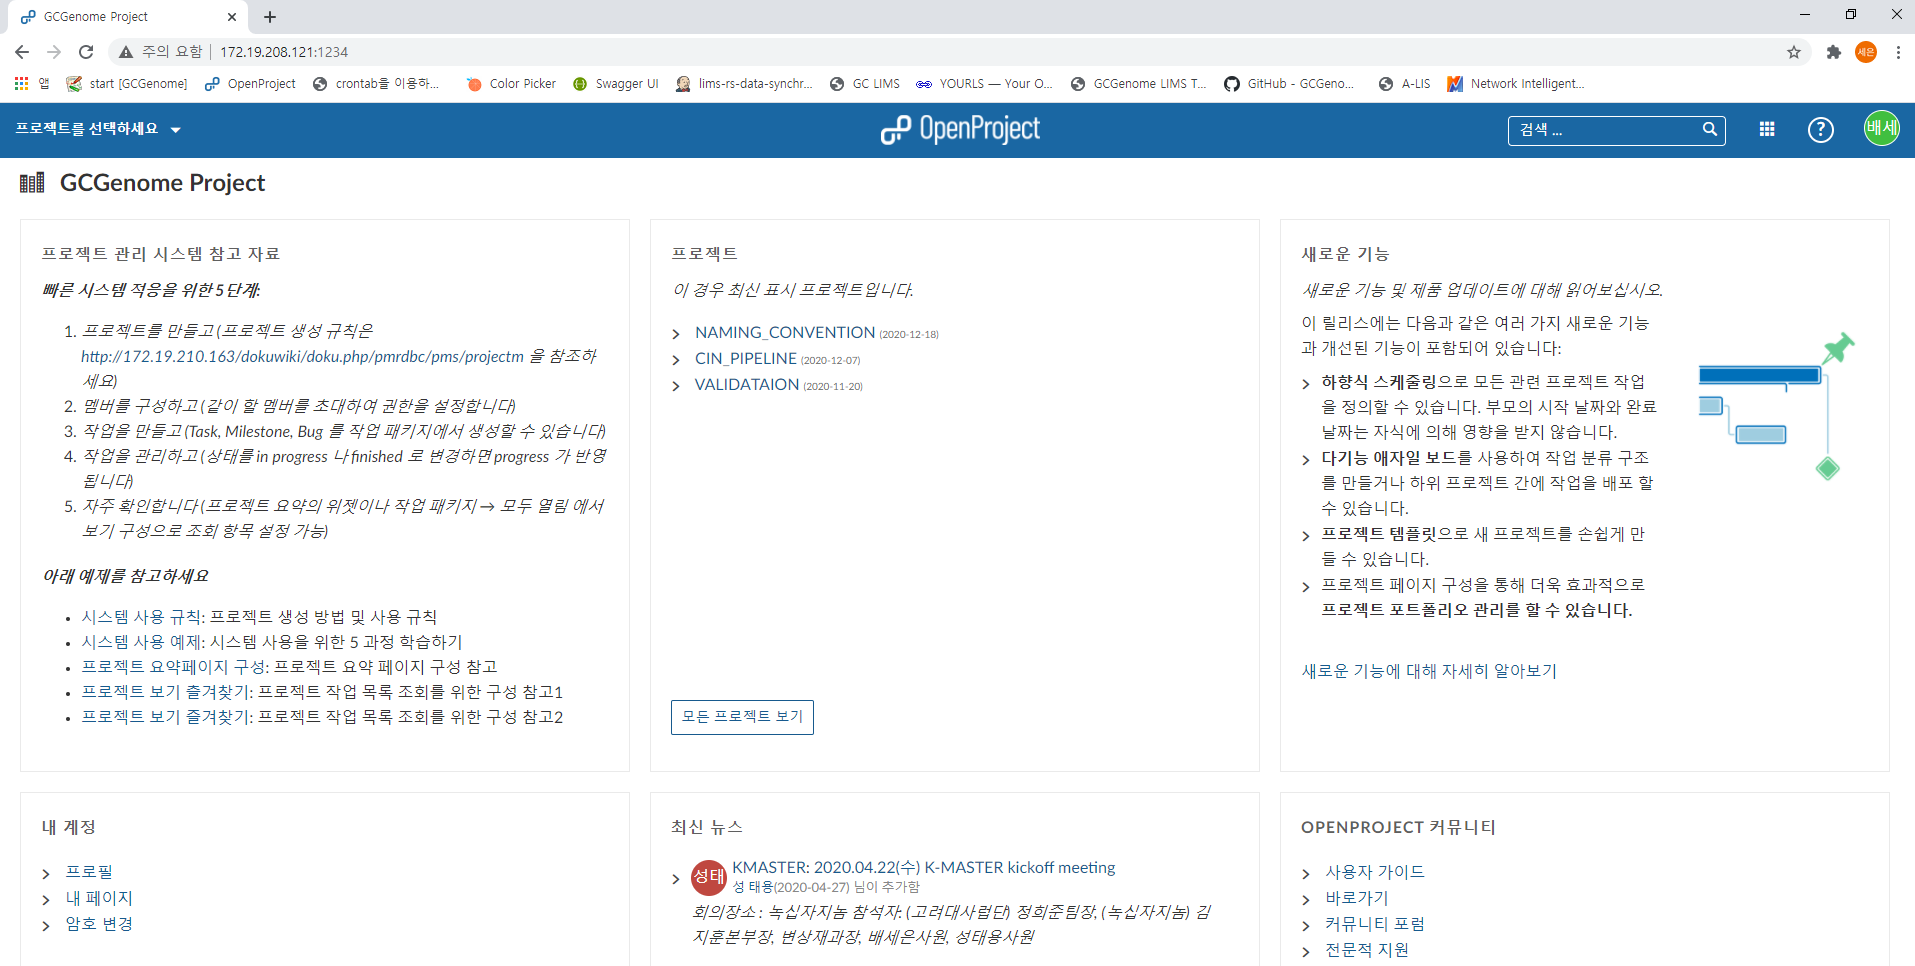 GCGenome Project
주의 요함 | 172.19.208.121:1234
세은
앱 start [GCGenome] OpenProject crontab을 이용하... Color Picker Swagger UI lims-rs-data-synchr... GC LIMS YOURLS — Your O... GCGenome LIMS T... GitHub - GCGeno... A-LIS Network Intelligent...
프로젝트를 선택하세요
OpenProject
검색 ...
?
배세
GCGenome Project
프로젝트 관리 시스템 참고 자료
빠른 시스템 적응을 위한 5 단계:
1. 프로젝트를 만들고 (프로젝트 생성 규칙은
http://172.19.210.163/dokuwiki/doku.php/pmrdbc/pms/projectm 을 참조하
세요)
2. 멤버를 구성하고 (같이 할 멤버를 초대하여 권한을 설정합니다)
3. 작업을 만들고 (Task, Milestone, Bug 를 작업 패키지에서 생성할 수 있습니다)
4. 작업을 관리하고 (상태를 in progress 나 finished 로 변경하면 progress 가 반영
됩니다)
5. 자주 확인합니다 (프로젝트 요약의 위젯이나 작업 패키지 → 모두 열림 에서
보기 구성으로 조회 항목 설정 가능)
아래 예제를 참고하세요
• 시스템 사용 규칙: 프로젝트 생성 방법 및 사용 규칙
• 시스템 사용 예제: 시스템 사용을 위한 5 과정 학습하기
• 프로젝트 요약페이지 구성: 프로젝트 요약 페이지 구성 참고
• 프로젝트 보기 즐겨찾기: 프로젝트 작업 목록 조회를 위한 구성 참고1
• 프로젝트 보기 즐겨찾기: 프로젝트 작업 목록 조회를 위한 구성 참고2
프로젝트
이 경우 최신 표시 프로젝트입니다.
NAMING_CONVENTION (2020-12-18)
CIN_PIPELINE (2020-12-07)
VALIDATAION (2020-11-20)
모든 프로젝트 보기
새로운 기능
새로운 기능 및 제품 업데이트에 대해 읽어보십시오.
이 릴리스에는 다음과 같은 여러 가지 새로운 기능
과 개선된 기능이 포함되어 있습니다:
하향식 스케줄링으로 모든 관련 프로젝트 작업
을 정의할 수 있습니다. 부모의 시작 날짜와 완료
날짜는 자식에 의해 영향을 받지 않습니다.
다기능 애자일 보드를 사용하여 작업 분류 구조
를 만들거나 하위 프로젝트 간에 작업을 배포 할
수 있습니다.
프로젝트 템플릿으로 새 프로젝트를 손쉽게 만
들 수 있습니다.
프로젝트 페이지 구성을 통해 더욱 효과적으로
프로젝트 포트폴리오 관리를 할 수 있습니다.
새로운 기능에 대해 자세히 알아보기
내 계정
프로필
내 페이지
암호 변경
최신 뉴스
성태
KMASTER: 2020.04.22(수) K-MASTER kickoff meeting
성 태용(2020-04-27) 님이 추가함
회의장소 : 녹십자지놈 참석자: (고려대사럽단) 정희준팀장, (녹십자지놈) 김
지훈본부장, 변상재과장, 배세은사원, 성태용사원
OPENPROJECT 커뮤니티
사용자 가이드
바로가기
커뮤니티 포럼
전문적 지원